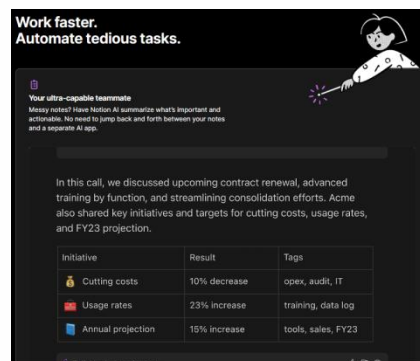 Work faster.
Automate tedious tasks.
Your ultra-capable teammate
Messy notes? Have Notion AI summarize what's important and
actionable. No need to jump back and forth between your notes
and a separate AI app.
In this call, we discussed upcoming contract renewal, advanced
training by function, and streamlining consolidation efforts. Acme
also shared key initiatives and targets for cutting costs, usage rates,
and FY23 projection.
Initiative Result Tags
Cutting costs 10% decrease opex, audit, IT
Usage rates 23% increase training, data log
Annual projection 15% increase tools, sales, FY23